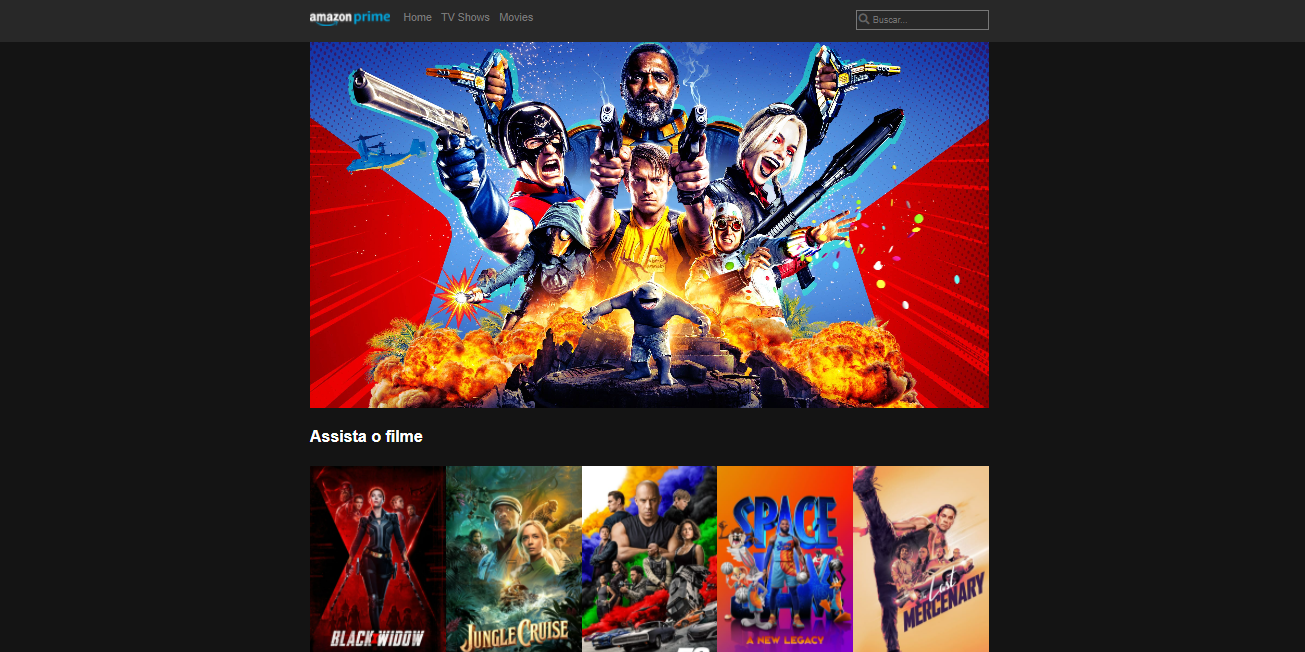 amazon prime Home TV Shows Movies Buscar...
Assista o filme
BLACK WIDOW
JUNGLE CRUISE
SPACE JAM
A NEW LEGACY
The Last
MERCENARY